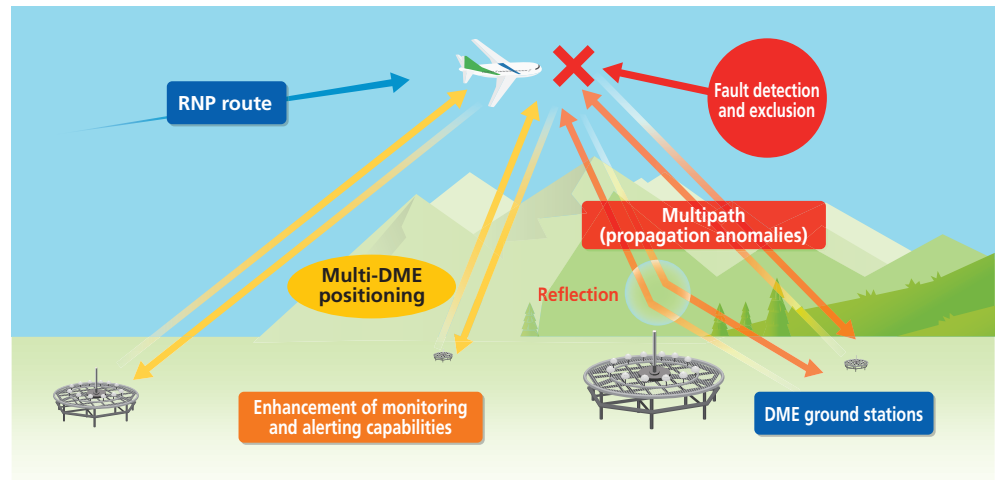 RNP route
Fault detection
and exclusion
Multipath
(propagation anomalies)
Multi-DME
positioning
Reflection
Enhancement of monitoring
and alerting capabilities
DME ground stations